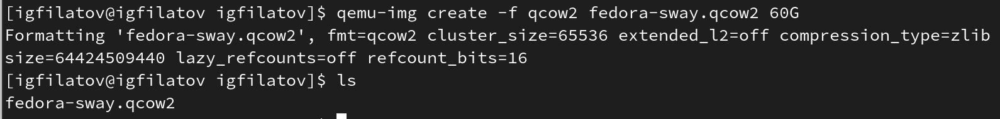 [igfilatov@igfilatov igfilatov]$ qemu-img create -f qcow2 fedora-sway.qcow2 60G
Formatting 'fedora-sway.qcow2', fmt=qcow2 cluster_size=65536 extended_l2=off compression_type=zlib
size=64424509440 lazy_refcounts=off refcount_bits=16
[igfilatov@igfilatov igfilatov]$ ls
fedora-sway.qcow2